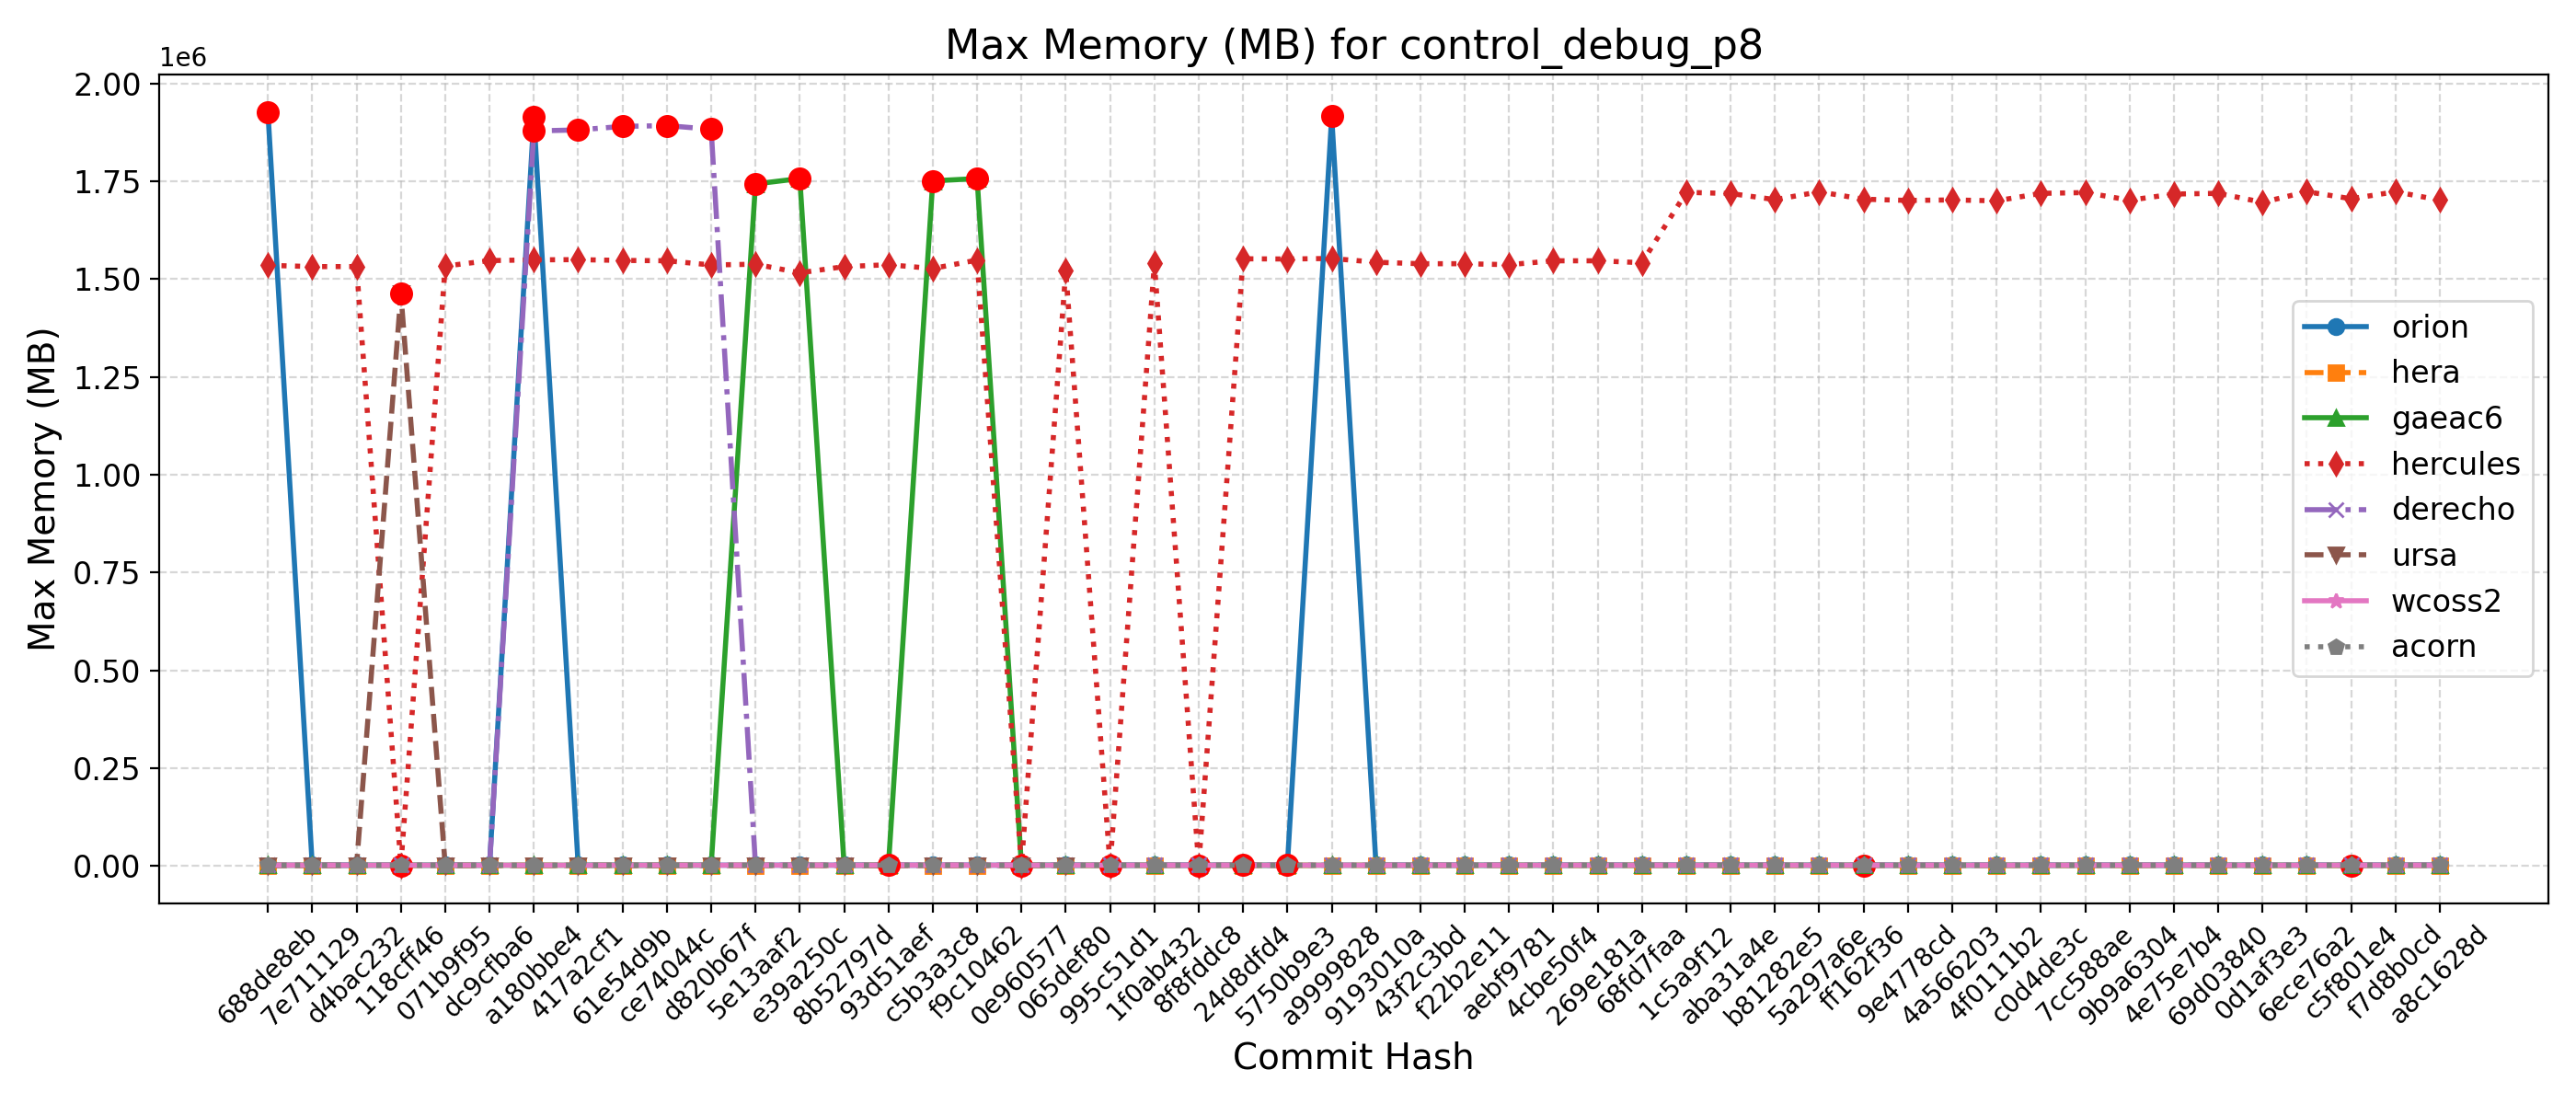 Max Memory (MB) for control_debug_p8
1e6
2.00
1.75
1.50
1.25
1.00
0.75
0.50
0.25
0.00
Max Memory (MB)
orion
hera
gaeac6
hercules
derecho
ursa
wcoss2
acorn
688de8eb
7e711129
d4bac232
118cff46
071b9f95
dc9cfba6
a180bbe4
417a2cf1
61e54d9b
ce74044c
d820b67f
5e13aaf2
e39a250c
8b52797d
93d51aef
c5b3a3c8
f9c10462
0e960577
065def80
995c51d1
1f0ab432
8f8fddc8
24d8dfd4
5750b9e3
a9999828
9193010a
43f2c3bd
f22b2e11
aebf9781
4cbe50f4
269e181a
68fd7faa
1c5a9f12
aba31a4e
b81282e5
5a297a6e
ff162f36
9e4778cd
4a566203
4f0111b2
c0d4de3c
7cc588ae
9b9a6304
4e75e7b4
69d03840
0d1af3e3
6ece76a2
c5f801e4
f7d8b0cd
a8c1628d
Commit Hash